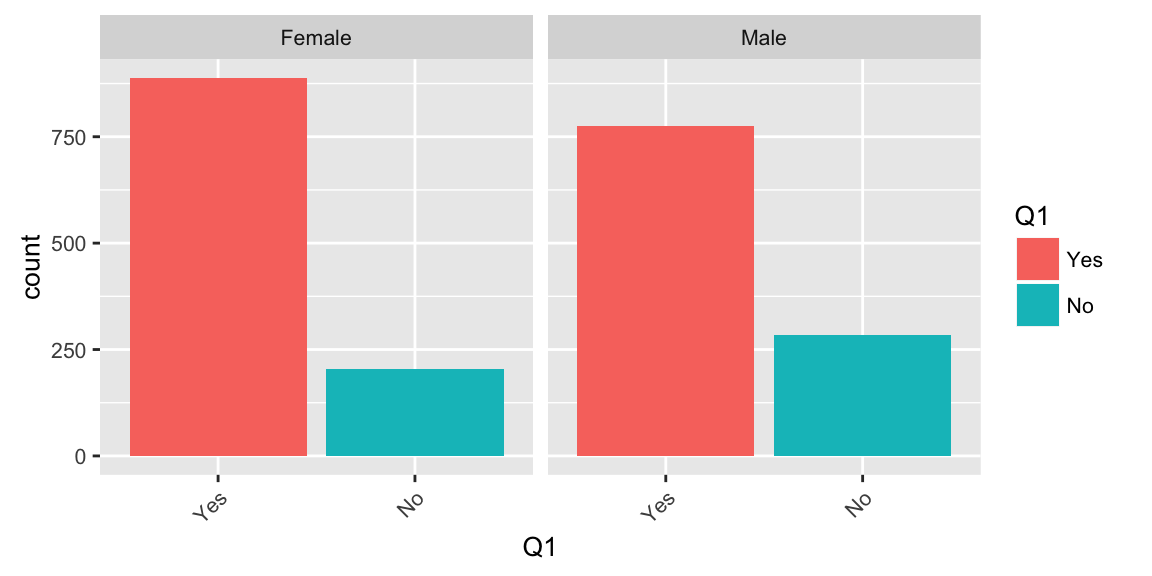 Female Male
750
500
250
0
count
Yes No Yes No
Q1
Q1
Yes
No